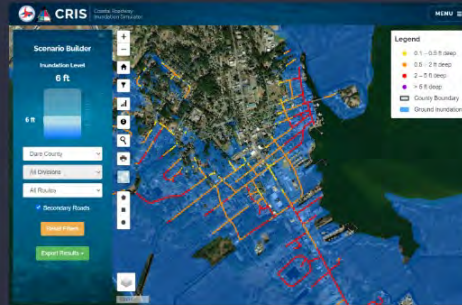 CRIS
Coastal Roadway
Inundation Simulator
MENU
Scenario Builder
Inundation Level
6 ft
6 ft
Dare County
All Divisions
All Routes
Secondary Roads
Reset Filters
Export Results
Legend
0.1 - 0.5 ft deep
0.5 - 2 ft deep
2 - 5 ft deep
> 5 ft deep
County Boundary
Ground Inundation